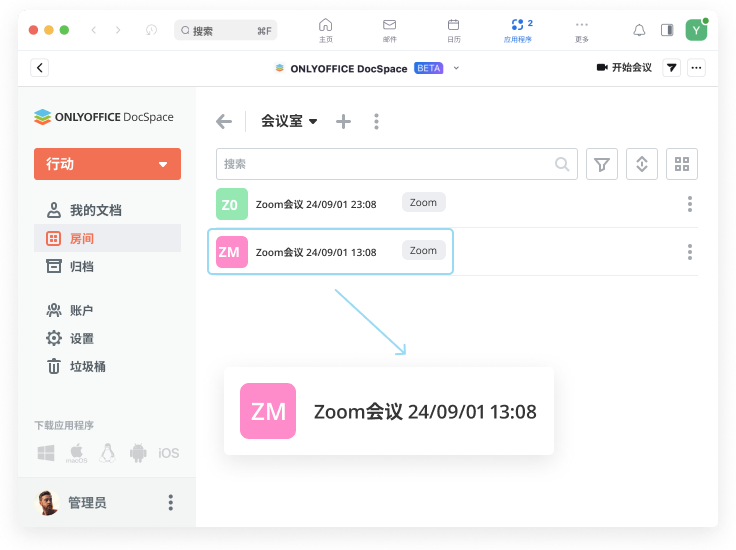 搜索
⌘F
主页
邮件
日历
2
应用程序
更多
Y
ONLYOFFICE DocSpace BETA
开始会议
ONLYOFFICE DocSpace
会议室
行动
搜索
我的文档
Z0 Zoom会议 24/09/01 23:08 Zoom
房间
ZM Zoom会议 24/09/01 13:08 Zoom
归档
账户
设置
垃圾桶
ZM Zoom会议 24/09/01 13:08
下载应用程序
macOS
iOS
管理员